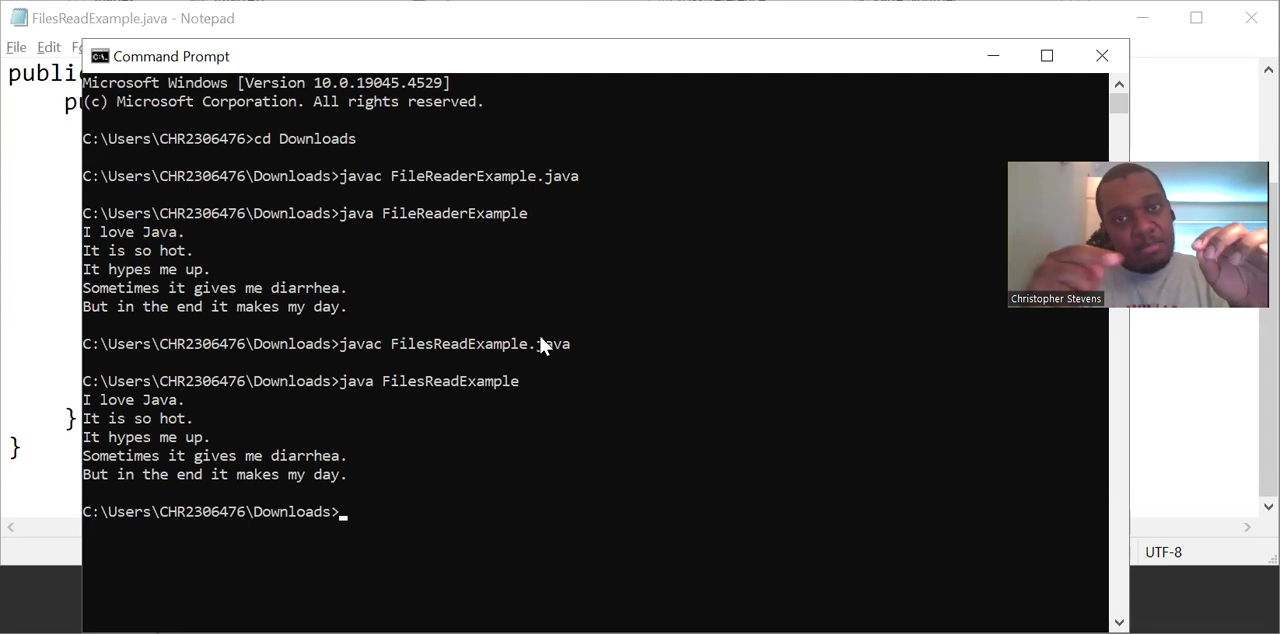 FilesReadExample.java - Notepad
File Edit
Command Prompt
public
Microsoft Windows [Version 10.0.19045.4529]
(c) Microsoft Corporation. All rights reserved.
C:\Users\CHR2306476>cd Downloads
C:\Users\CHR2306476\Downloads>javac FileReaderExample.java
C:\Users\CHR2306476\Downloads>java FileReaderExample
I love Java.
It is so hot.
It hypes me up.
Sometimes it gives me diarrhea.
But in the end it makes my day.
C:\Users\CHR2306476\Downloads>javac FilesReadExample.java
C:\Users\CHR2306476\Downloads>java FilesReadExample
I love Java.
}
It is so hot.
It hypes me up.
}
Sometimes it gives me diarrhea.
But in the end it makes my day.
C:\Users\CHR2306476\Downloads>
Christopher Stevens
UTF-8